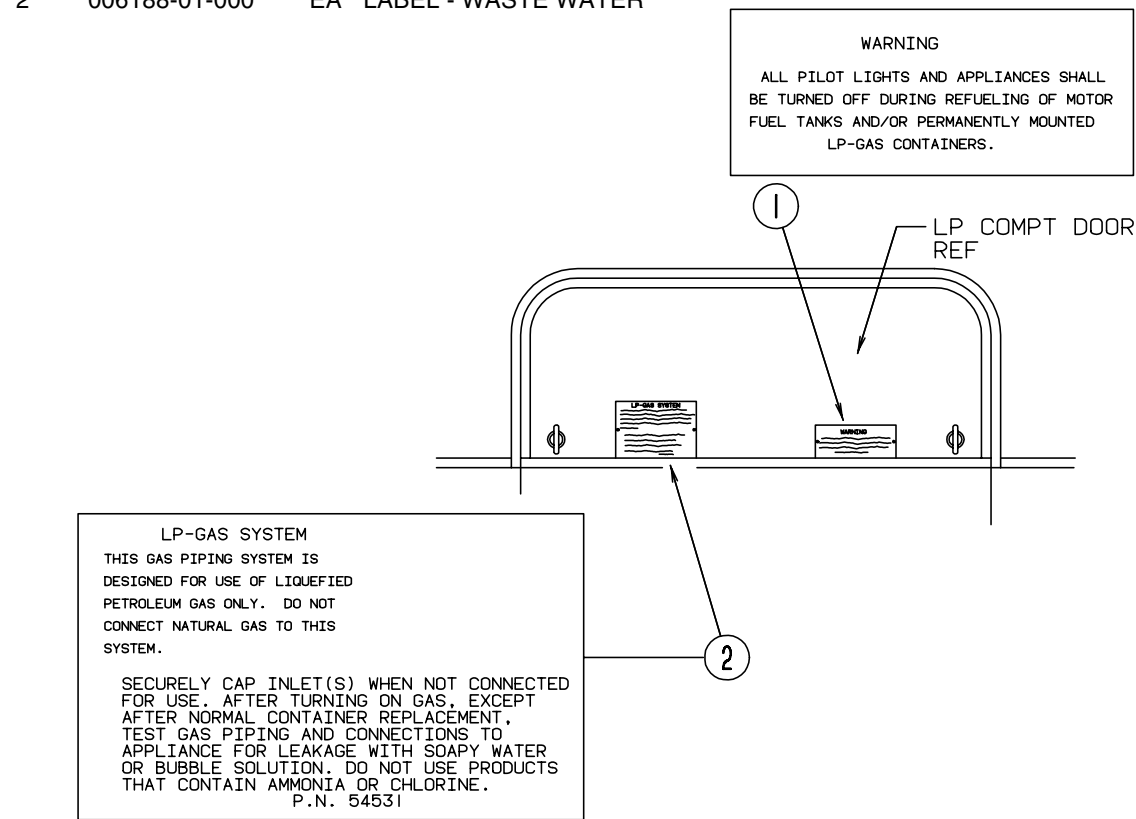 2 006188-01-000 EA LABEL - WASTE WATER
WARNING
ALL PILOT LIGHTS AND APPLIANCES SHALL
BE TURNED OFF DURING REFUELING OF MOTOR
FUEL TANKS AND/OR PERMANENTLY MOUNTED
LP-GAS CONTAINERS.
1
LP COMPT DOOR
REF
LP-GAS SYSTEM
WARNING
LP-GAS SYSTEM
THIS GAS PIPING SYSTEM IS
DESIGNED FOR USE OF LIQUEFIED
PETROLEUM GAS ONLY. DO NOT
CONNECT NATURAL GAS TO THIS
SYSTEM.
2
SECURELY CAP INLET(S) WHEN NOT CONNECTED
FOR USE. AFTER TURNING ON GAS, EXCEPT
AFTER NORMAL CONTAINER REPLACEMENT,
TEST GAS PIPING AND CONNECTIONS TO
APPLIANCE FOR LEAKAGE WITH SOAPY WATER
OR BUBBLE SOLUTION. DO NOT USE PRODUCTS
THAT CONTAIN AMMONIA OR CHLORINE.
P.N. 54531